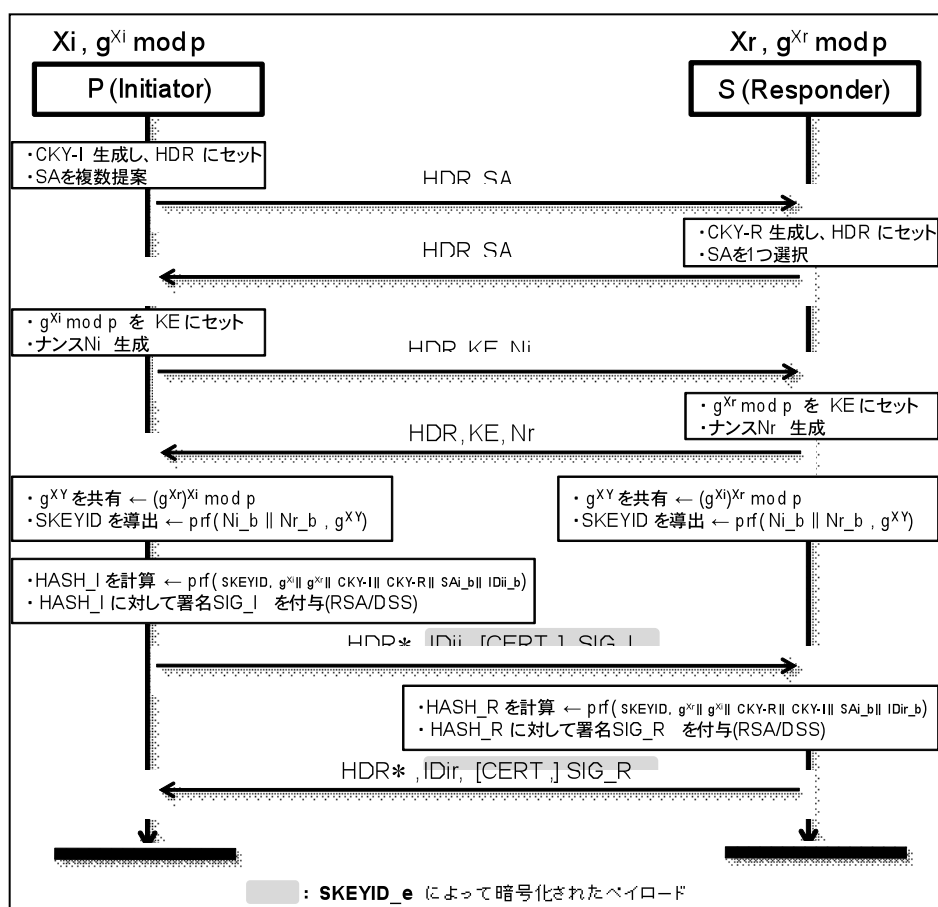 Xi , g^Xi mod p
Xr , g^Xr mod p
P (Initiator)
S (Responder)
・CKY-I 生成し、HDR にセット
・SAを複数提案
HDR SA
・CKY-R 生成し、HDR にセット
・SAを1つ選択
HDR SA
・g^Xi mod p を KEにセット
・ナンスNi 生成
HDR, KE, Ni
・g^Xr mod p を KEにセット
・ナンスNr 生成
HDR, KE, Nr
・g^XY を共有 ← (g^Xr)^Xi mod p
・SKEYID を導出 ← prf( Ni_b || Nr_b , g^XY)
・g^XY を共有 ← (g^Xi)^Xr mod p
・SKEYID を導出 ← prf( Ni_b || Nr_b , g^XY)
・HASH_I を計算 ← prf( SKEYID, g^xi || g^xr || CKY-I || CKY-R || SAi_b || IDii_b)
・HASH_I に対して署名SIG_I を付与(RSA/DSS)
HDR* , IDii, [CERT,] SIG_I
・HASH_R を計算 ← prf( SKEYID, g^xr || g^xi || CKY-R || CKY-I || SAi_b || IDir_b)
・HASH_R に対して署名SIG_R を付与(RSA/DSS)
HDR* , IDir, [CERT,] SIG_R
: SKEYID_e によって暗号化されたペイロード